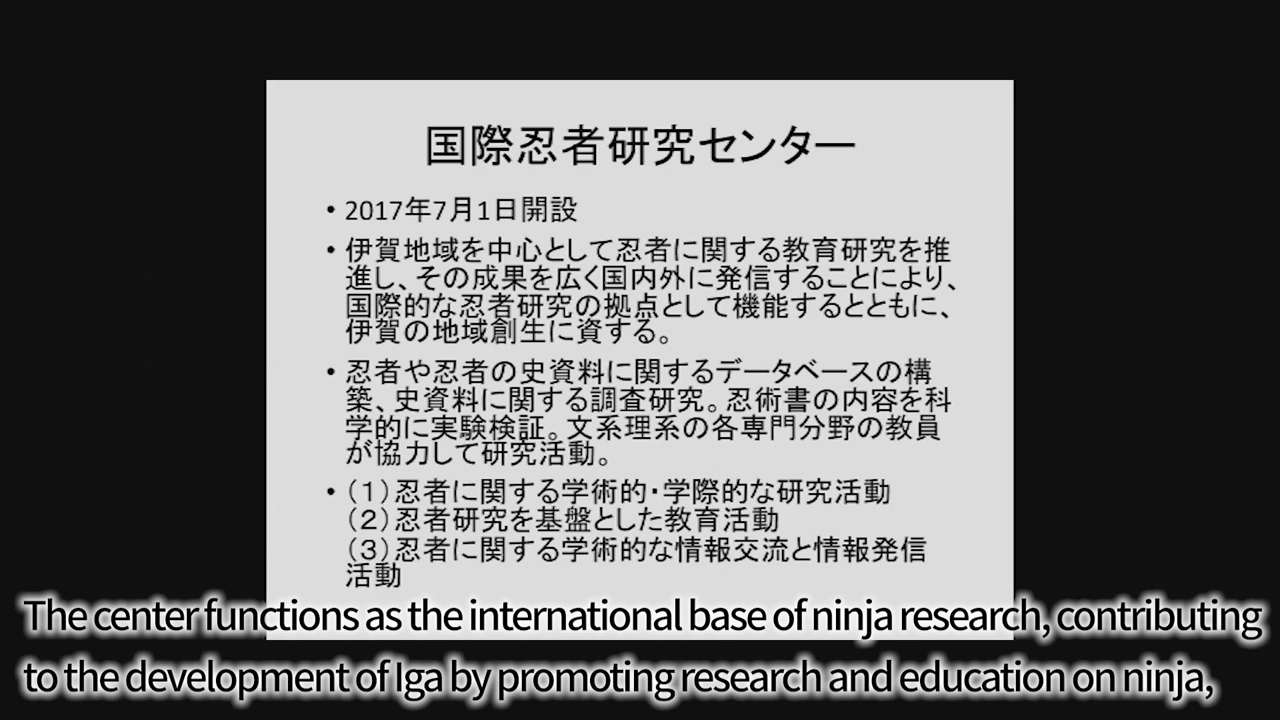 国際忍者研究センター
• 2017年7月1日開設
• 伊賀地域を中心として忍者に関する教育研究を推
進し、その成果を広く国内外に発信することにより、
国際的な忍者研究の拠点として機能するとともに、
伊賀の地域創生に資する。
• 忍者や忍者の史資料に関するデータベースの構
築、史資料に関する調査研究。忍術書の内容を科
学的に実験検証。文系理系の各専門分野の教員
が協力して研究活動。
• （１）忍者に関する学術的・学際的な研究活動
（２）忍者研究を基盤とした教育活動
（３）忍者に関する学術的な情報交流と情報発信
活動
The center functions as the international base of ninja research, contributing
to the development of Iga by promoting research and education on ninja,